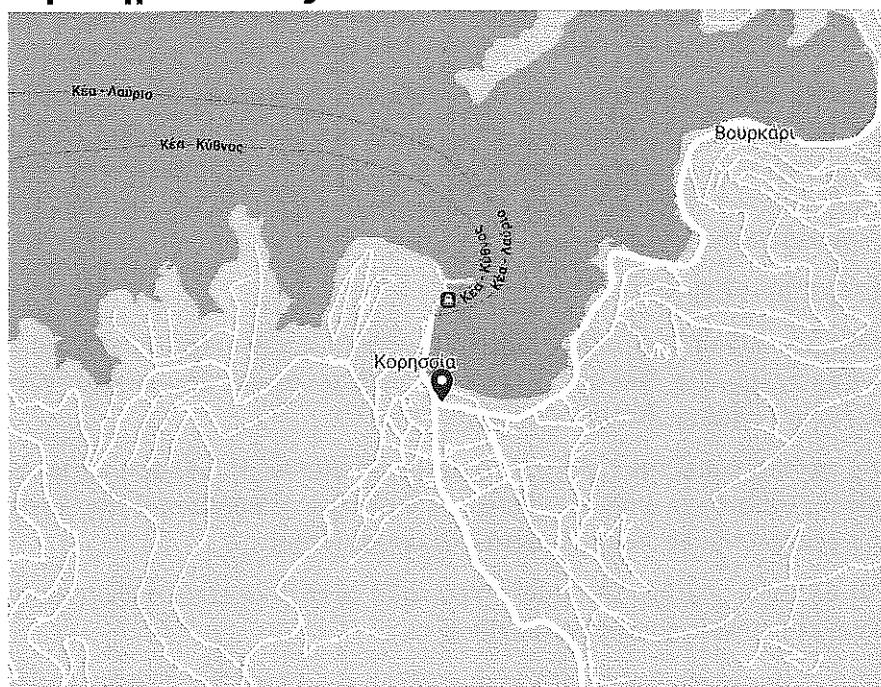 Κέα - Λαύριο
Βουρκάρι
Κέα - Κύθνος
Κέα - Κύθνος
Κέα - Λαύριο
Κορησσία